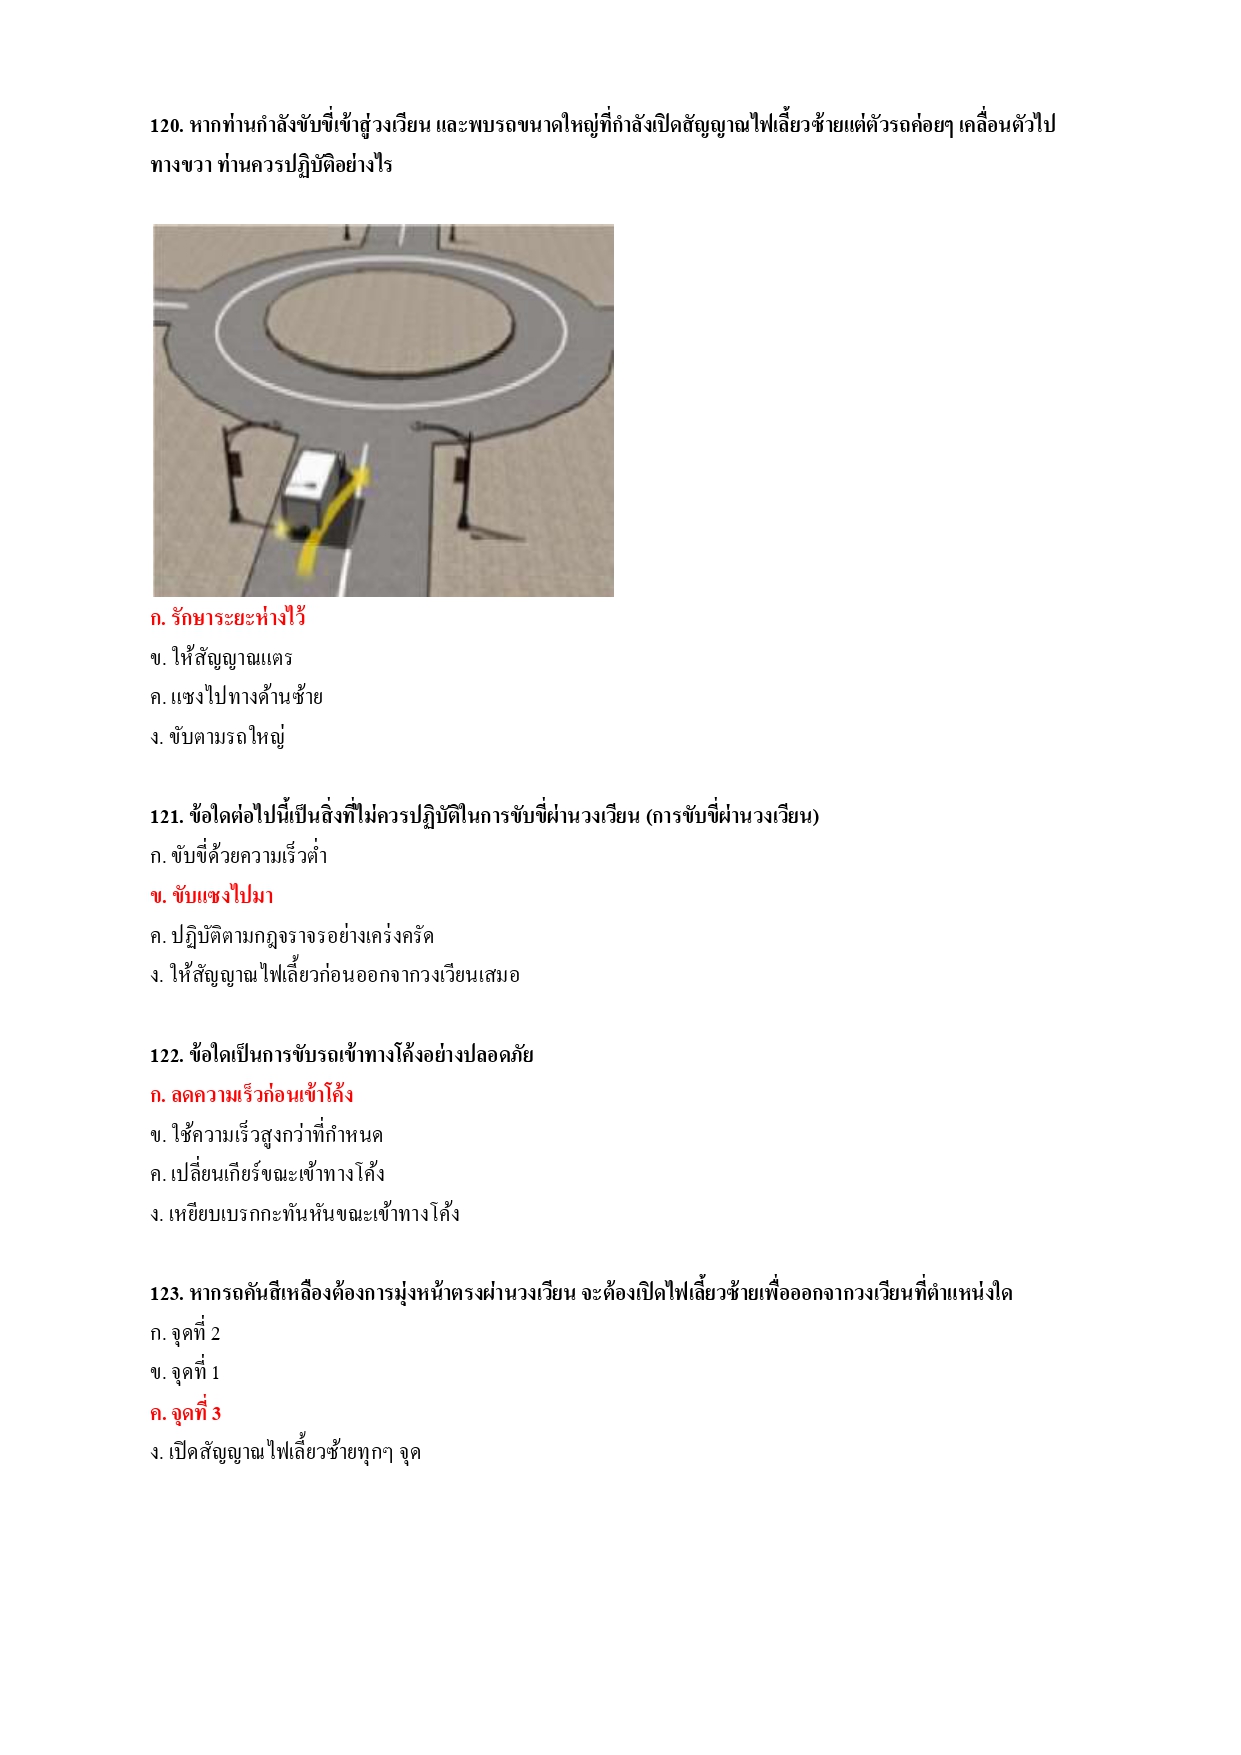 120. หากท่านกำลังขับขี่เข้าสู่วงเวียน และพบรถขนาดใหญ่ที่กำลังเปิดสัญญาณไฟเลี้ยวซ้ายแต่ตัวรถค่อยๆ เคลื่อนตัวไป
ทางขวา ท่านควรปฏิบัติอย่างไร
ก. รักษาระยะห่างไว้
ข. ให้สัญญาณแตร
ค. แซงไปทางด้านซ้าย
ง. ขับตามรถใหญ่
121. ข้อใดต่อไปนี้เป็นสิ่งที่ไม่ควรปฏิบัติในการขับขี่ผ่านวงเวียน (การขับขี่ผ่านวงเวียน)
ก. ขับขี่ด้วยความเร็วต่ำ
ข. ขับแซงไปมา
ค. ปฏิบัติตามกฎจราจรอย่างเคร่งครัด
ง. ให้สัญญาณไฟเลี้ยวก่อนออกจากวงเวียนเสมอ
122. ข้อใดเป็นการขับรถเข้าทางโค้งอย่างปลอดภัย
ก. ลดความเร็วก่อนเข้าโค้ง
ข. ใช้ความเร็วสูงกว่าที่กำหนด
ค. เปลี่ยนเกียร์ขณะเข้าทางโค้ง
ง. เหยียบเบรกกะทันหันขณะเข้าทางโค้ง
123. หากรถคันสีเหลืองต้องการมุ่งหน้าตรงผ่านวงเวียน จะต้องเปิดไฟเลี้ยวซ้ายเพื่อออกจากวงเวียนที่ตำแหน่งใด
ก. จุดที่ 2
ข. จุดที่ 1
ค. จุดที่ 3
ง. เปิดสัญญาณไฟเลี้ยวซ้ายทุกๆ จุด